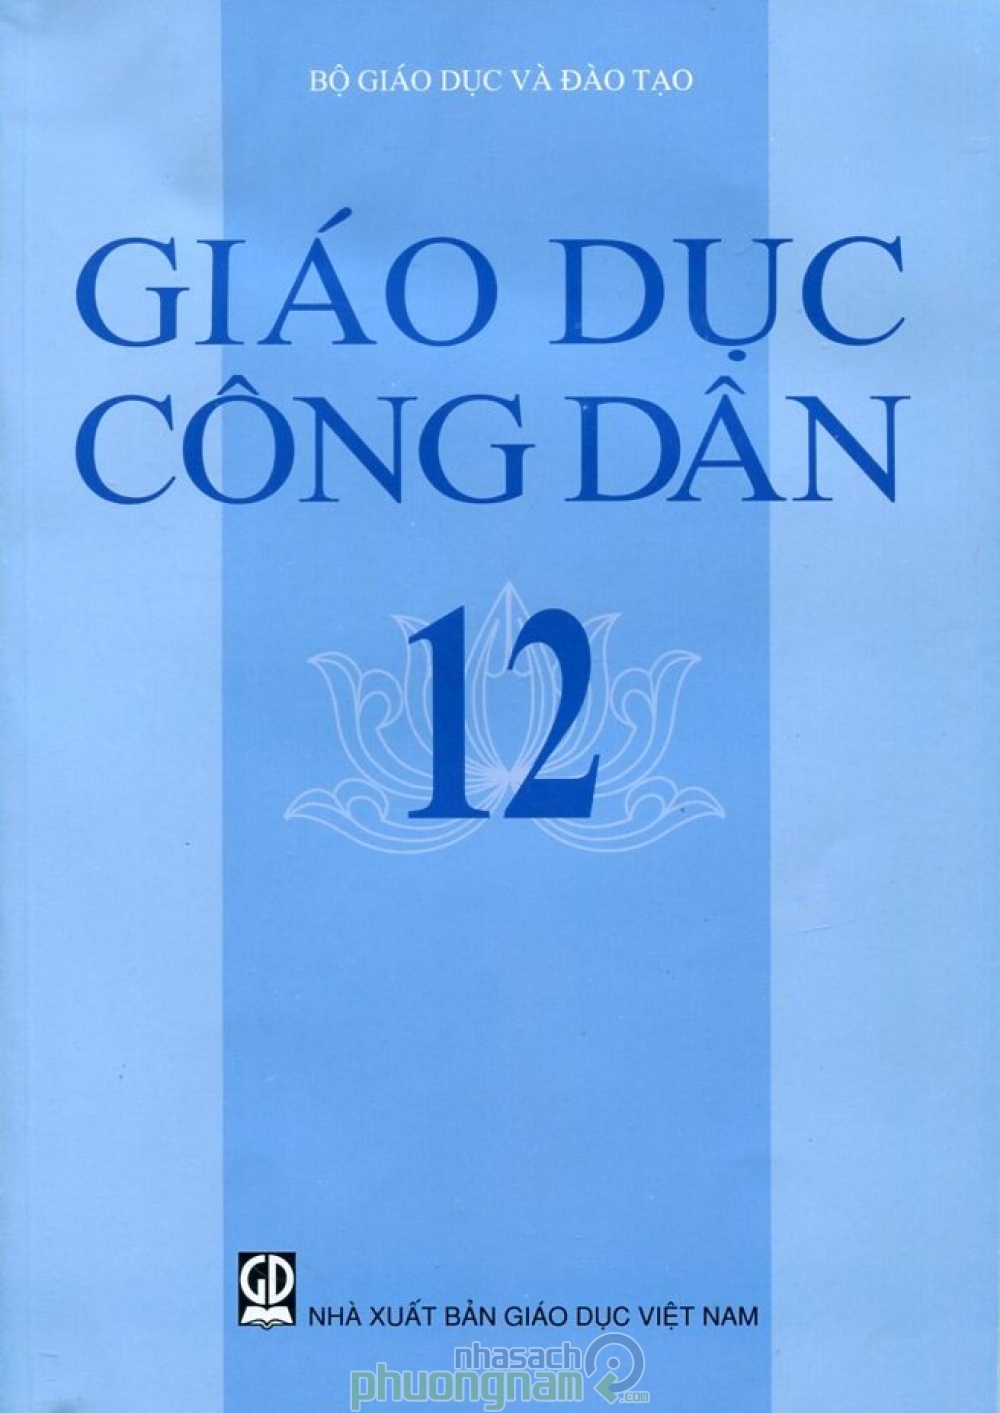 BỘ GIÁO DỤC VÀ ĐÀO TẠO
GIÁO DỤC
CÔNG DÂN
12
GD
NHÀ XUẤT BẢN GIÁO DỤC VIỆT NAM
nhasach
phuongnam.com